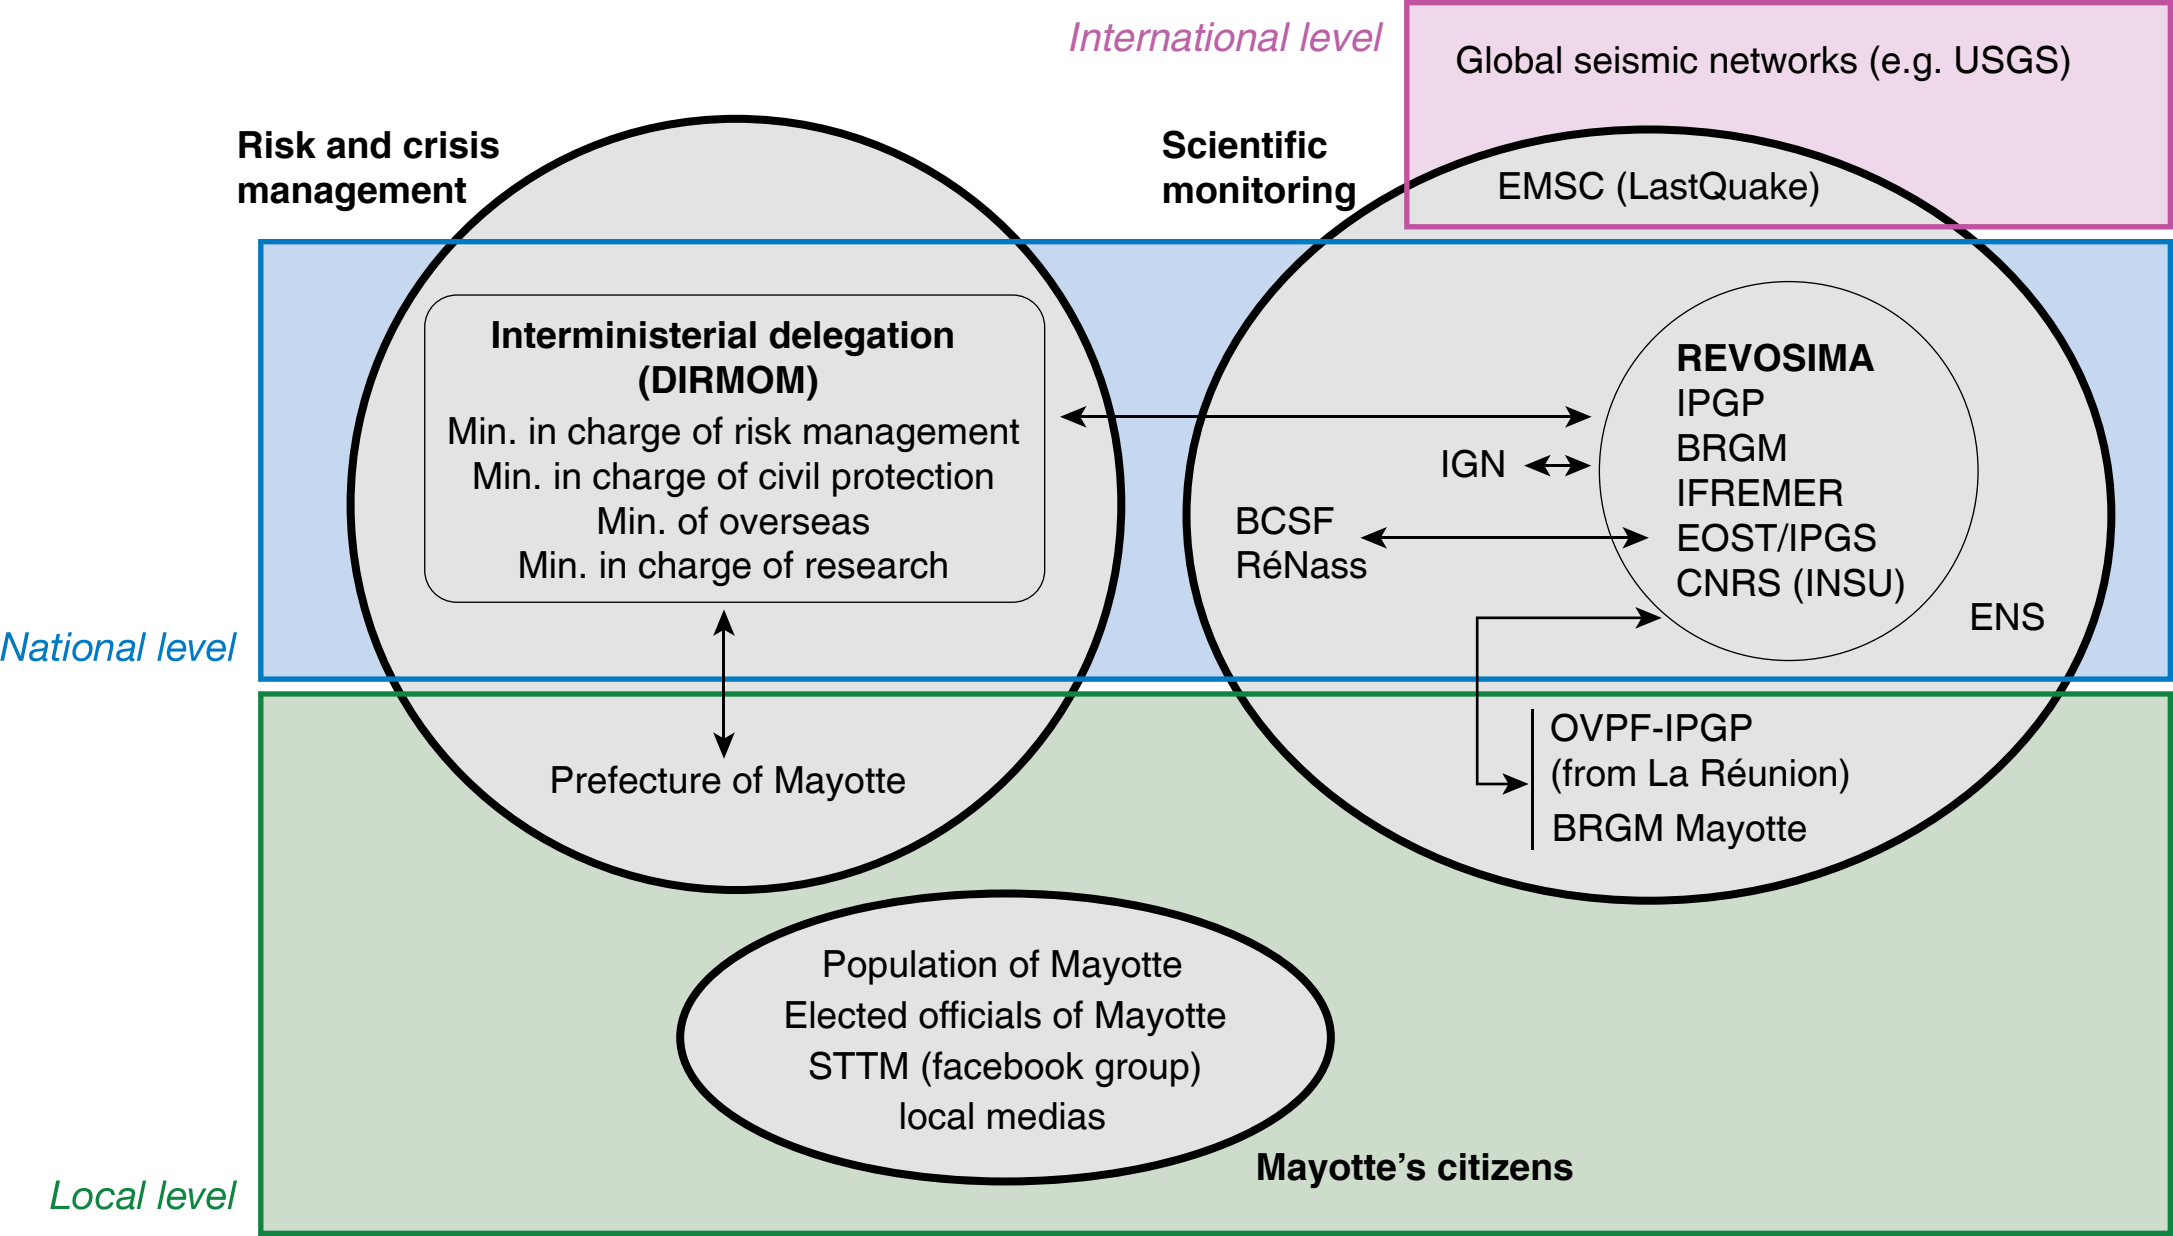 International level
Global seismic networks (e.g. USGS)
Risk and crisis
management
Scientific
monitoring
EMSC (LastQuake)
Interministerial delegation
(DIRMOM)
Min. in charge of risk management
Min. in charge of civil protection
Min. of overseas
Min. in charge of research
REVOSIMA
IPGP
BRGM
IFREMER
EOST/IPGS
CNRS (INSU)
IGN
BCSF
RéNass
ENS
National level
Prefecture of Mayotte
OVPF-IPGP
(from La Réunion)
BRGM Mayotte
Population of Mayotte
Elected officials of Mayotte
STTM (facebook group)
local medias
Mayotte’s citizens
Local level